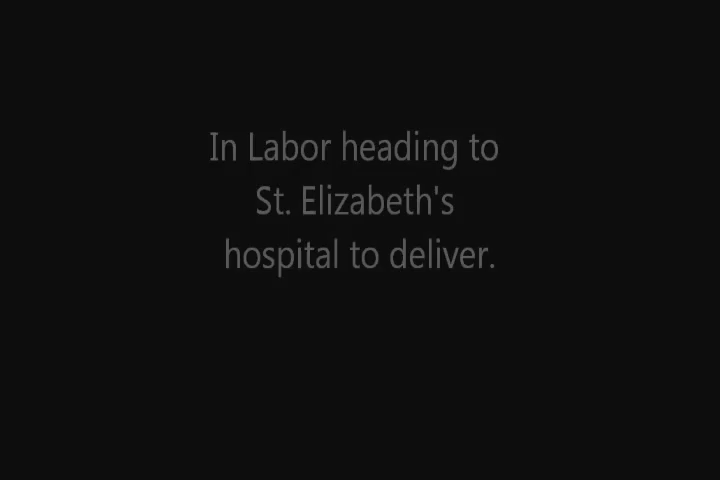 In Labor heading to
St. Elizabeth's
hospital to deliver.